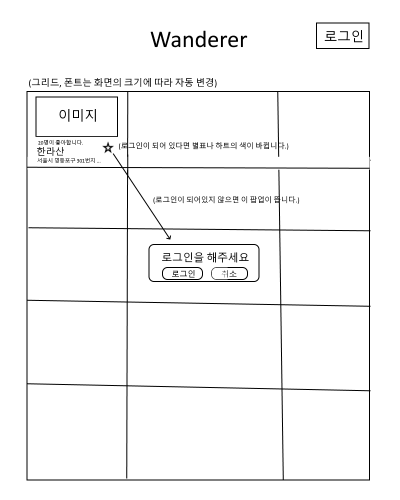 Wanderer
로그인
(그리드, 폰트는 화면의 크기에 따라 자동 변경)
이미지
10명이 좋아합니다.
한라산
서울시 영등포구 301번지 ...
(로그인이 되어 있다면 별표나 하트의 색이 바뀝니다.)
(로그인이 되어있지 않으면 이 팝업이 뜹니다.)
로그인을 해주세요
로그인
취소